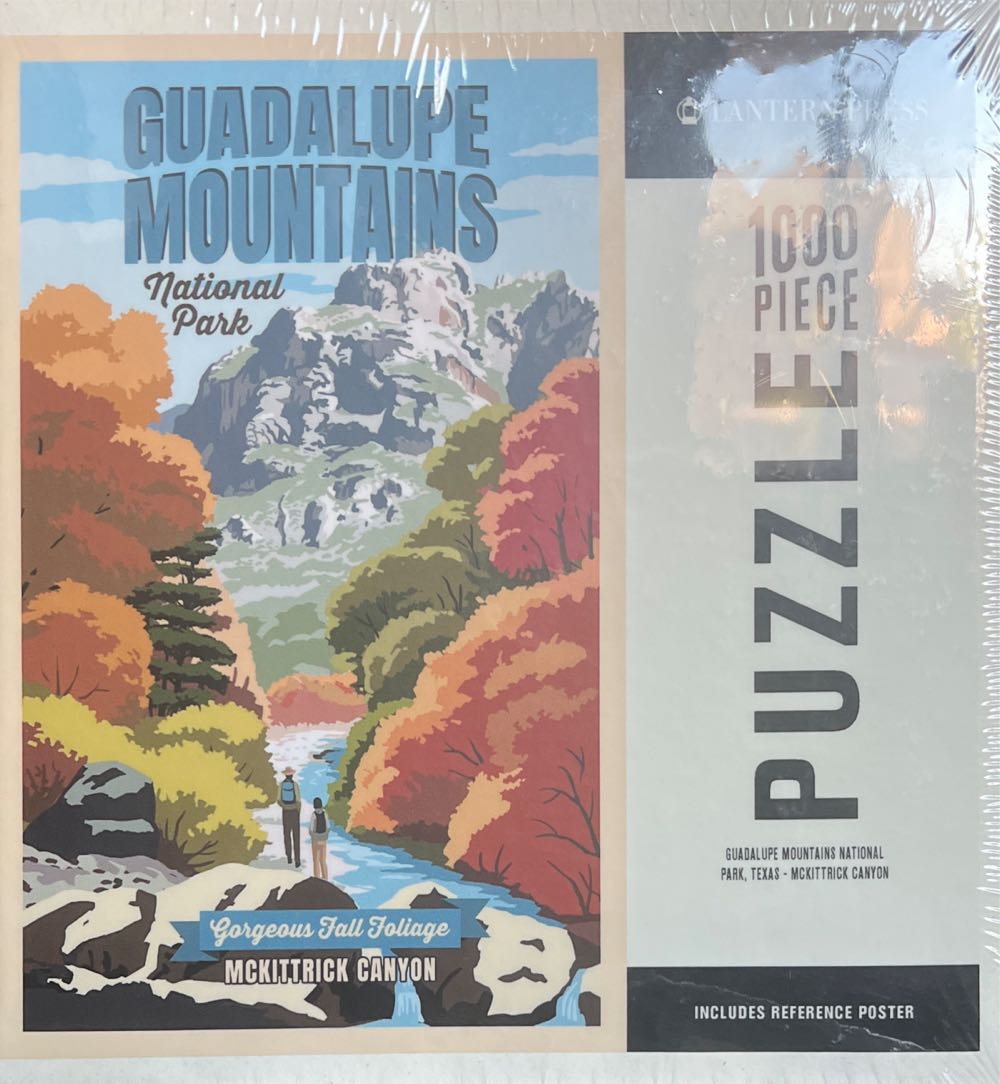 GUADALUPE
MOUNTAINS
National
Park
Gorgeous Fall Foliage
MCKITTRICK CANYON
LANTERN PRESS
1000
PIECE
PUZZLE
GUADALUPE MOUNTAINS NATIONAL
PARK, TEXAS - MCKITTRICK CANYON
INCLUDES REFERENCE POSTER